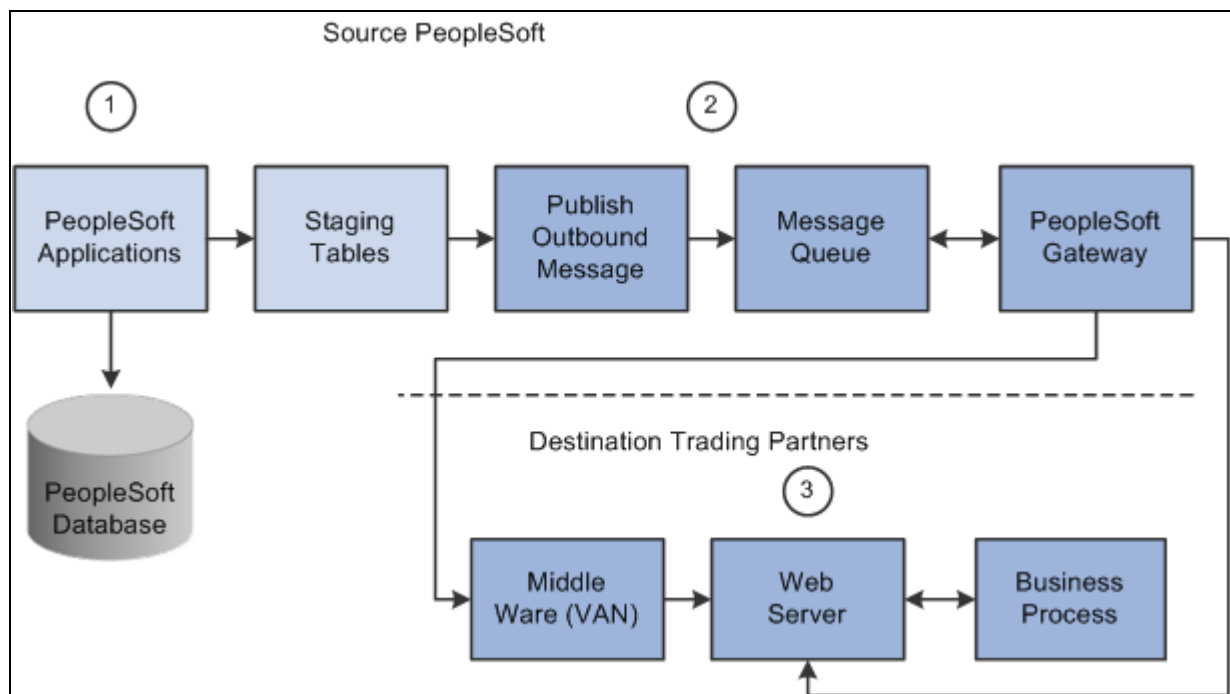 Source PeopleSoft
1
2
PeopleSoft
Applications
Staging
Tables
Publish
Outbound
Message
Message
Queue
PeopleSoft
Gateway
PeopleSoft
Database
Destination Trading Partners
3
Middle
Ware (VAN)
Web
Server
Business
Process